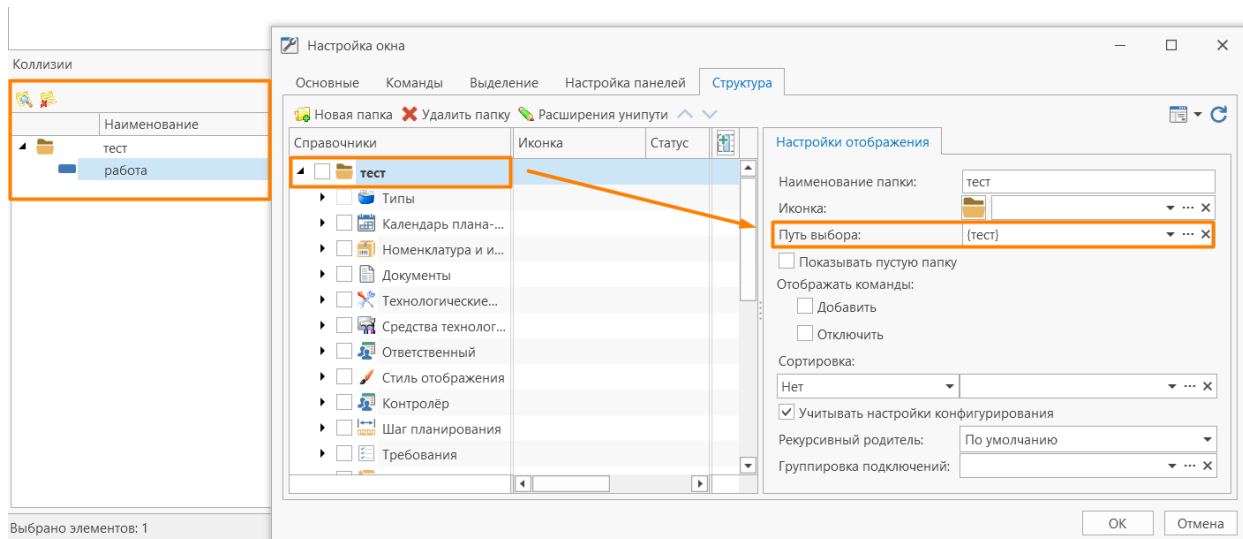 Коллизии
Наименование
тест
работа
Выбрано элементов: 1
Настройка окна
Основные Команды Выделение Настройка панелей Структура
Новая папка Удалить папку Расширения унипути
Справочники Иконка Статус
тест
Типы
Календарь плана-...
Номенклатура и и...
Документы
Технологические...
Средства технолог...
Ответственный
Стиль отображения
Контролёр
Шаг планирования
Требования
Настройки отображения
Наименование папки: тест
Иконка:
Путь выбора: {тест}
Показывать пустую папку
Отображать команды:
Добавить
Отключить
Сортировка:
Нет
Учитывать настройки конфигурирования
Рекурсивный родитель: По умолчанию
Группировка подключений:
ОК Отмена